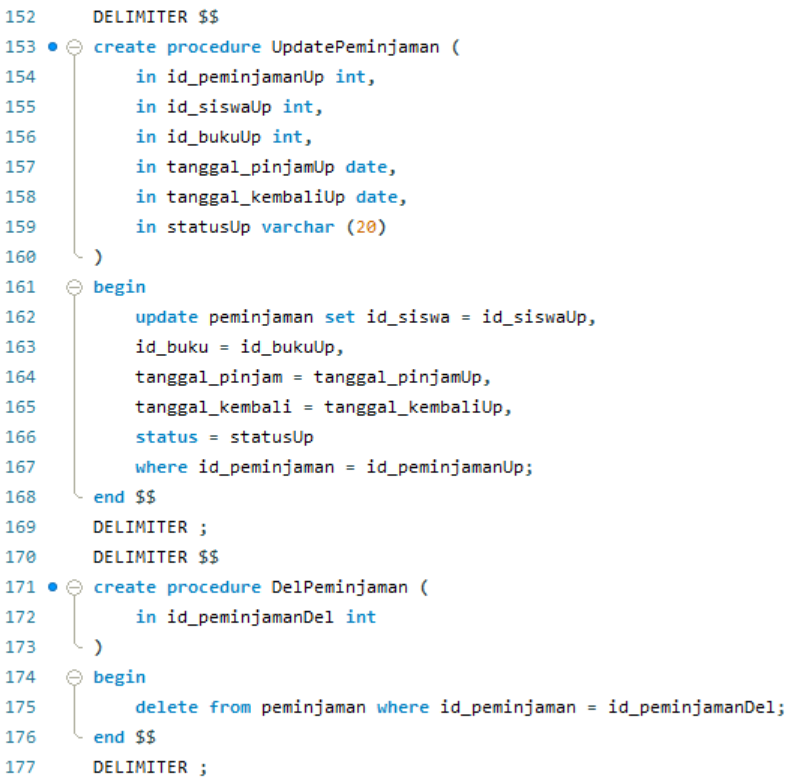 152 DELIMITER $$
153 create procedure UpdatePeminjaman (
154 in id_peminjamanUp int,
155 in id_siswaUp int,
156 in id_bukuUp int,
157 in tanggal_pinjamUp date,
158 in tanggal_kembaliUp date,
159 in statusUp varchar (20)
160 )
161 begin
162 update peminjaman set id_siswa = id_siswaUp,
163 id_buku = id_bukuUp,
164 tanggal_pinjam = tanggal_pinjamUp,
165 tanggal_kembali = tanggal_kembaliUp,
166 status = statusUp
167 where id_peminjaman = id_peminjamanUp;
168 end $$
169 DELIMITER ;
170 DELIMITER $$
171 create procedure DelPeminjaman (
172 in id_peminjamanDel int
173 )
174 begin
175 delete from peminjaman where id_peminjaman = id_peminjamanDel;
176 end $$
177 DELIMITER ;